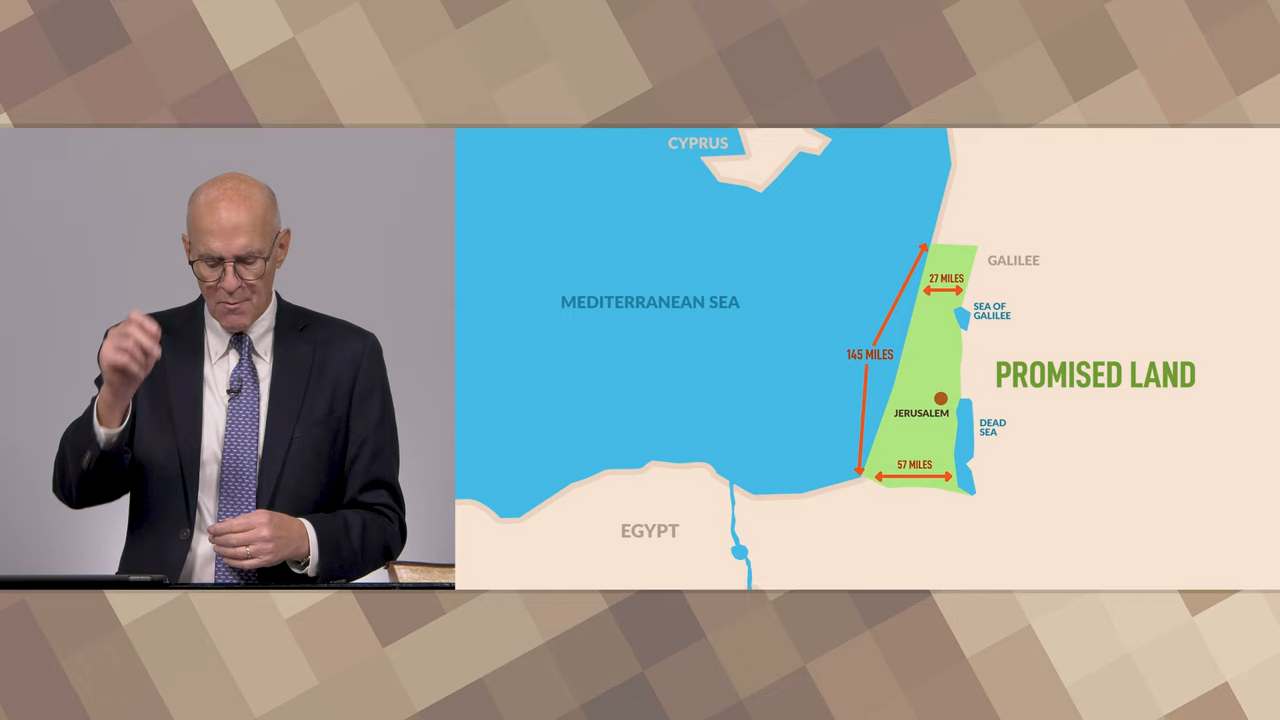 CYPRUS
GALILEE
27 MILES
MEDITERRANEAN SEA
SEA OF
GALILEE
145 MILES
PROMISED LAND
JERUSALEM
DEAD
SEA
57 MILES
EGYPT